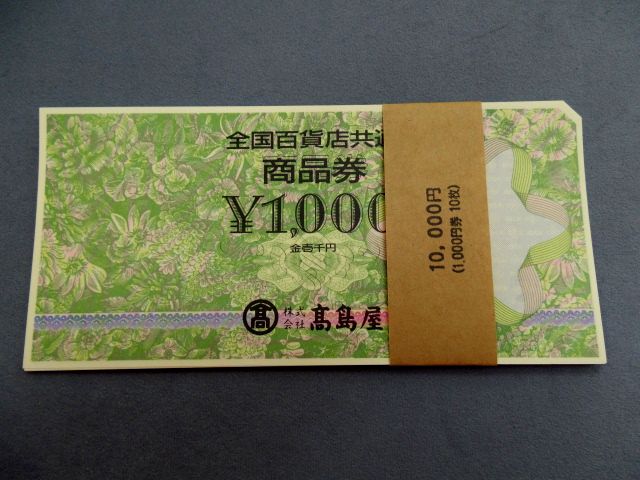 全国百貨店共通
商品券
¥1,000
金壱千円
髙 株式会社 髙島屋
10,000円
(1,000円券 10枚)